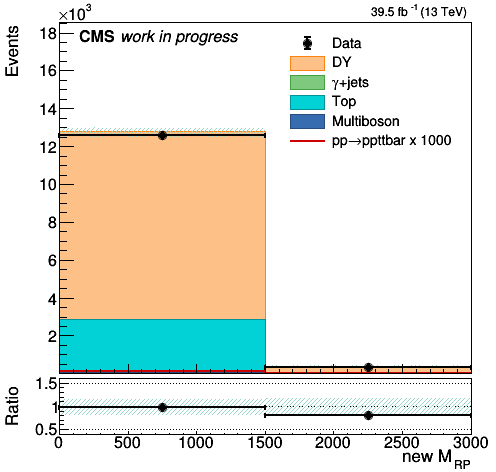 ×10³
39.5 fb⁻¹ (13 TeV)
Events
CMS work in progress
Data
DY
γ+jets
Top
Multiboson
pp→ppttbar x 1000
18
16
14
12
10
8
6
4
2
Ratio
1.5
1
0.5
0 500 1000 1500 2000 2500 3000
new M_RP